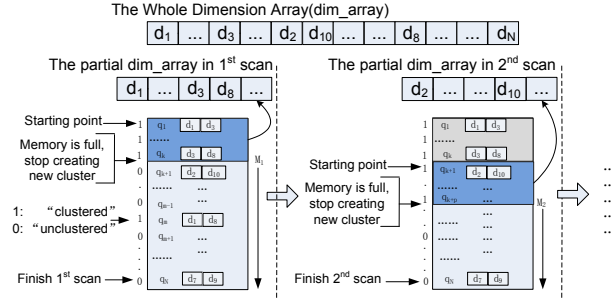 The Whole Dimension Array(dim_array)
d1 ... d3 ... d2 d10 ... ... d8 ... ... dN
The partial dim_array in 1st scan
d1 ... d3 d8 ...
Starting point
Memory is full,
stop creating
new cluster
1: “clustered”
0: “unclustered”
Finish 1st scan
1 q1 d1 d3
1 ......
1 qk d3 d8
0 qk+1 d2 d10
. ...... ...
. qm-1 ...
1 qm d1 d8
. qm+1 ...
0 ... ...
. ...... ...
0 qN d7 d9
M1
The partial dim_array in 2nd scan
d2 ... ... d10 ...
Starting point
Memory is full,
stop creating
new cluster
Finish 2nd scan
1 q1 d1 d3
1 ......
1 qk d3 d8
1 qk+1 d2 d10
. ...... ...
1 qk+p ...
. ... ...
0 ... ...
. ...... ...
0 qN d7 d9
M2